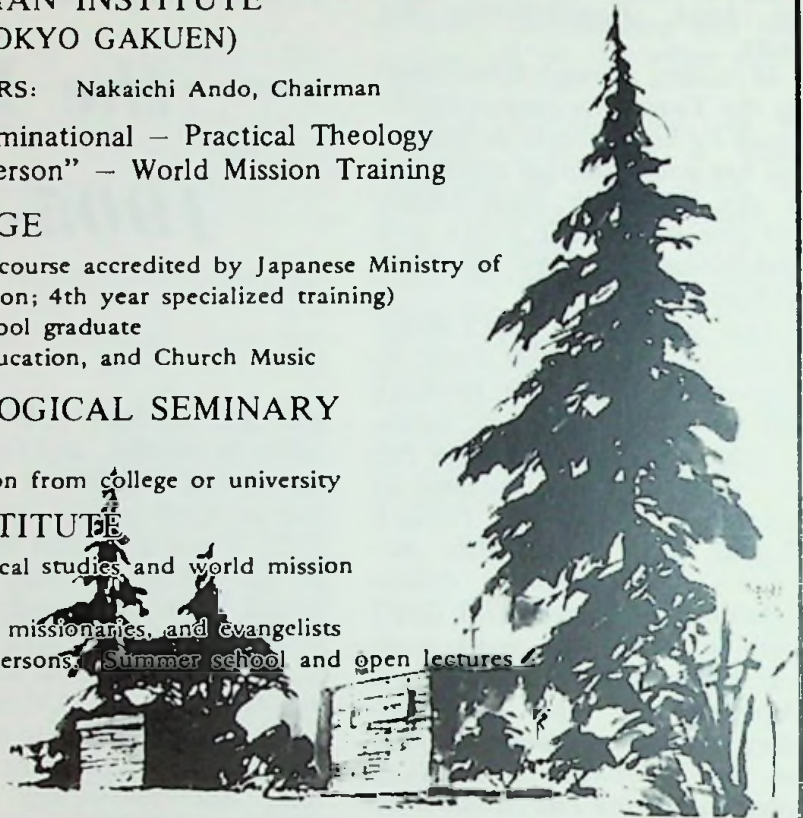 TAN INSTITUTE
OKYO GAKUEN)
RS: Nakaichi Ando, Chairman
minational — Practical Theology
erson” — World Mission Training
GE
course accredited by Japanese Ministry of
on; 4th year specialized training)
ool graduate
ucation, and Church Music
OGICAL SEMINARY
on from college or university
TITUTE
cal studies and world mission
missionaries, and evangelists
ersons. Summer school and open lectures